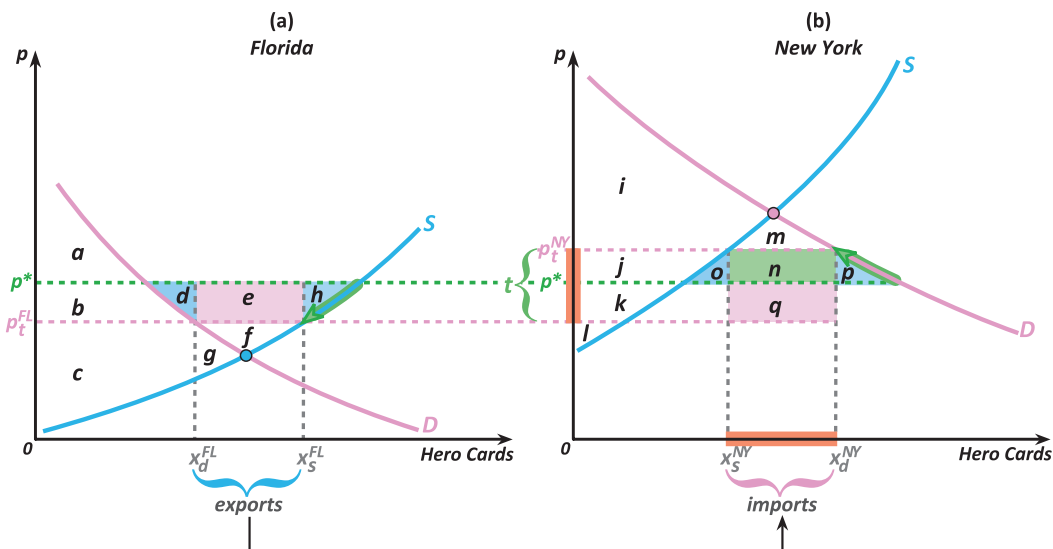 (a)
Florida
p
S
a
p*
d
e
h
b
p_t^FL
f
g
c
D
0
x_d^FL
x_s^FL
Hero Cards
exports
(b)
New York
p
S
i
m
p_t^NY
t
p*
j
o
n
p
k
q
l
D
0
x_s^NY
x_d^NY
Hero Cards
imports